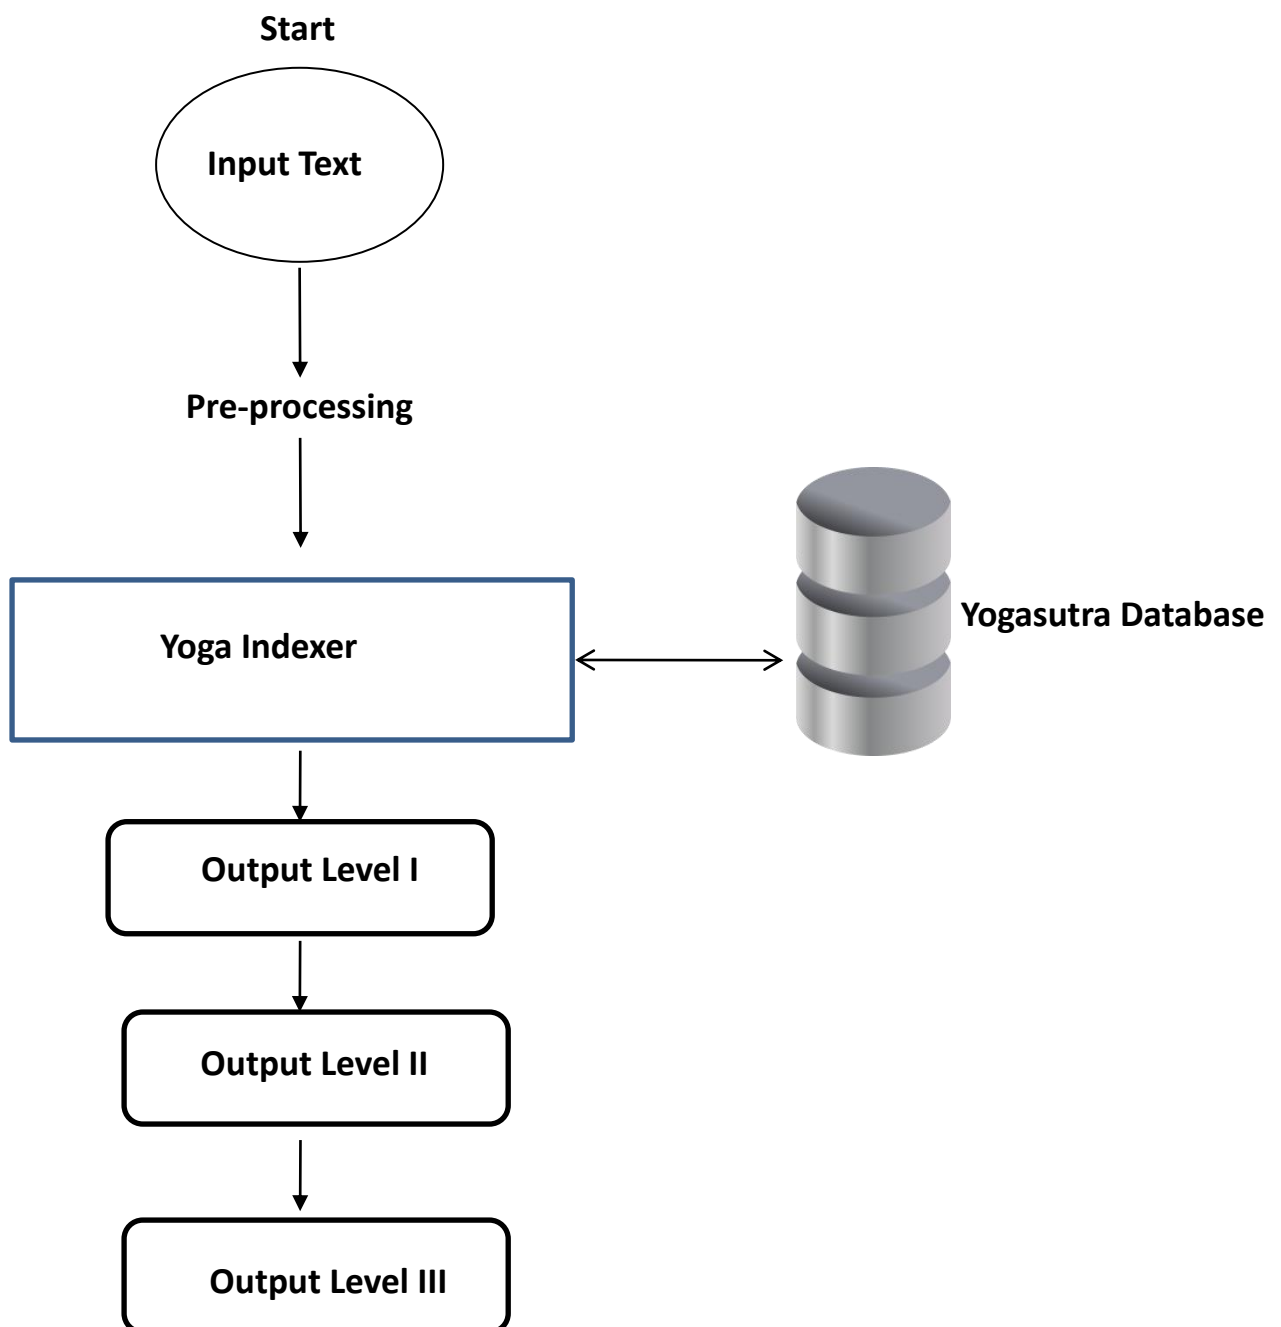 Start
Input Text
Pre-processing
Yoga Indexer
Yogasutra Database
Output Level I
Output Level II
Output Level III